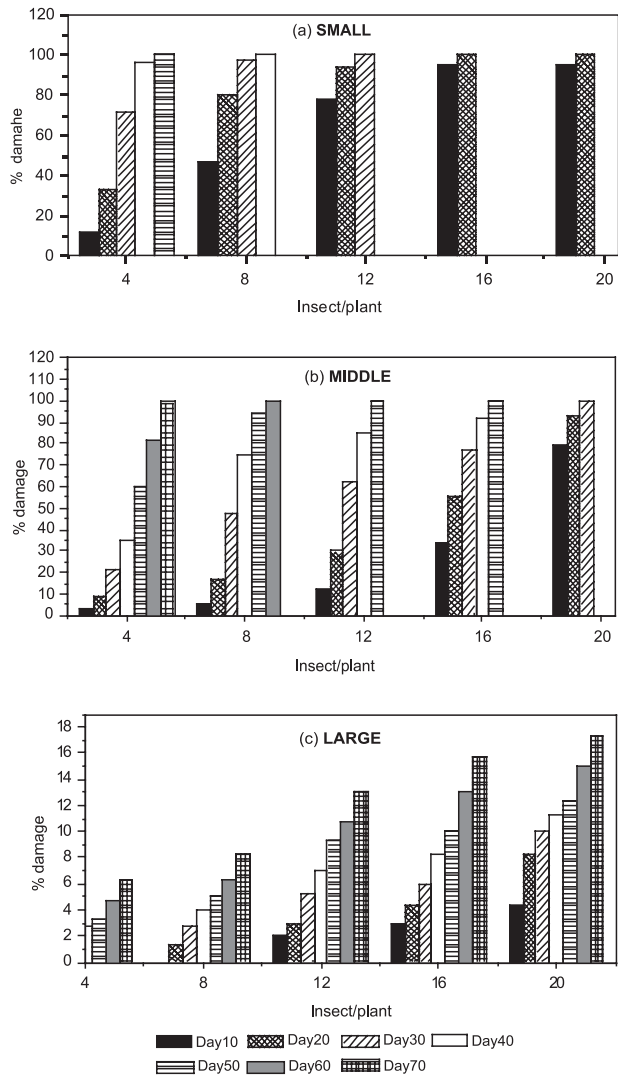 (a) SMALL
120
100
80
60
40
20
0
% damahe
4 8 12 16 20
Insect/plant
(b) MIDDLE
120
110
100
90
80
70
60
50
40
30
20
10
0
% damage
4 8 12 16 20
Insect/plant
(c) LARGE
18
16
14
12
10
8
6
4
2
0
% damage
4 8 12 16 20
Insect/plant
Day10 Day20 Day30 Day40
Day50 Day60 Day70